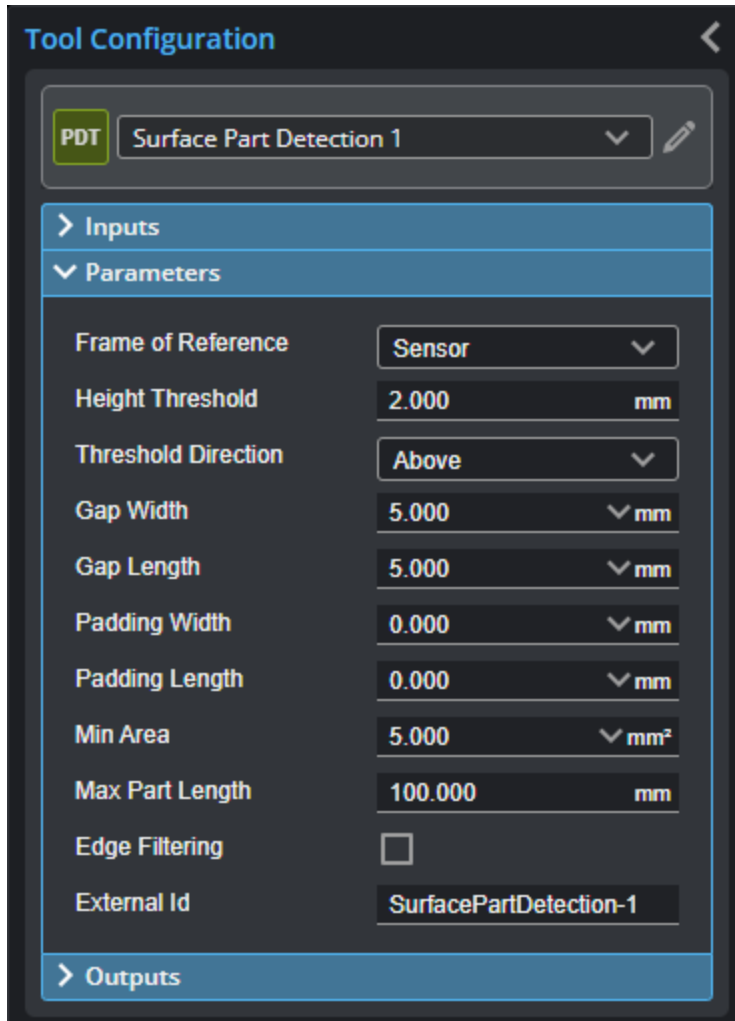 Tool Configuration
PDT Surface Part Detection 1
Inputs
Parameters
Frame of Reference Sensor
Height Threshold 2.000 mm
Threshold Direction Above
Gap Width 5.000 mm
Gap Length 5.000 mm
Padding Width 0.000 mm
Padding Length 0.000 mm
Min Area 5.000 mm²
Max Part Length 100.000 mm
Edge Filtering
External Id SurfacePartDetection-1
Outputs